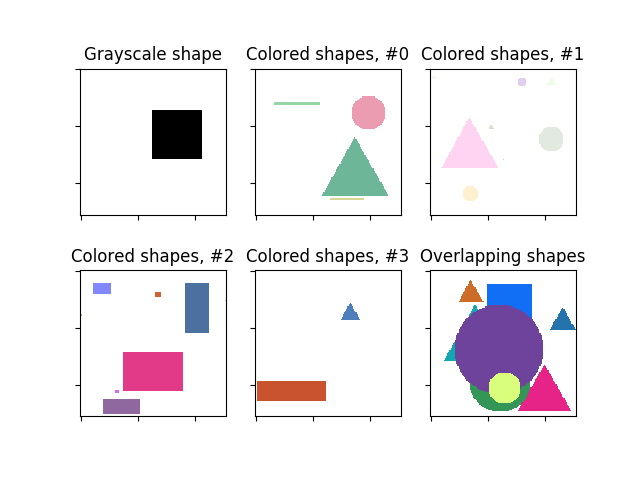 Grayscale shape
Colored shapes, #0
Colored shapes, #1
Colored shapes, #2
Colored shapes, #3
Overlapping shapes